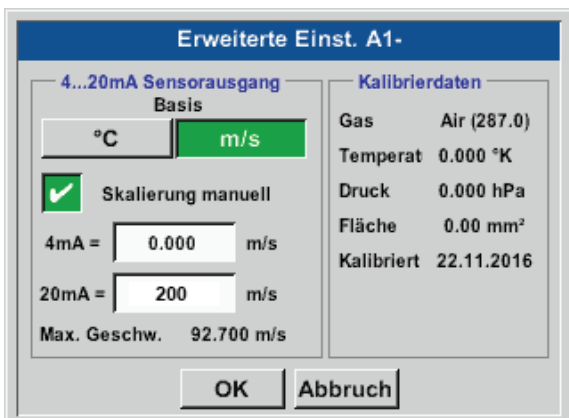 Erweiterte Einst. A1-
4...20mA Sensorausgang
Basis
°C
m/s
Skalierung manuell
4mA = 0.000 m/s
20mA = 200 m/s
Max. Geschw. 92.700 m/s
Kalibrierdaten
Gas Air (287.0)
Temperat 0.000 °K
Druck 0.000 hPa
Fläche 0.00 mm²
Kalibriert 22.11.2016
OK
Abbruch